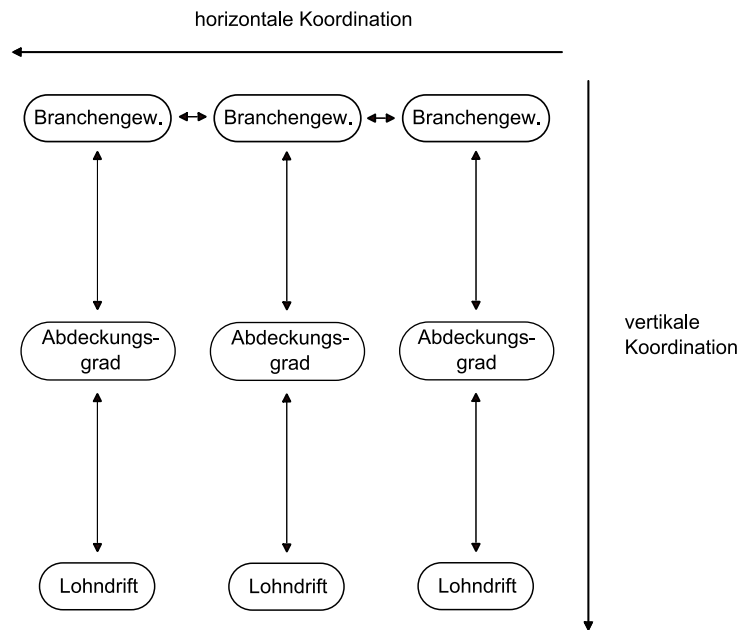 horizontale Koordination
Branchengew.
Branchengew.
Branchengew.
Abdeckungs-
grad
Abdeckungs-
grad
Abdeckungs-
grad
vertikale
Koordination
Lohndrift
Lohndrift
Lohndrift